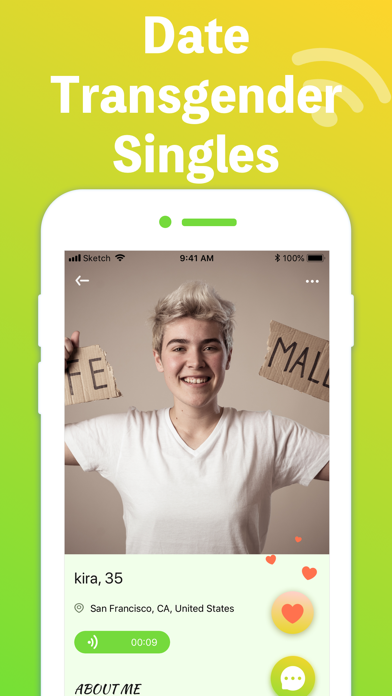 Date
Transgender
Singles
Sketch 9:41 AM 100%
FE MALE
kira, 35
San Francisco, CA, United States
00:09
ABOUT ME